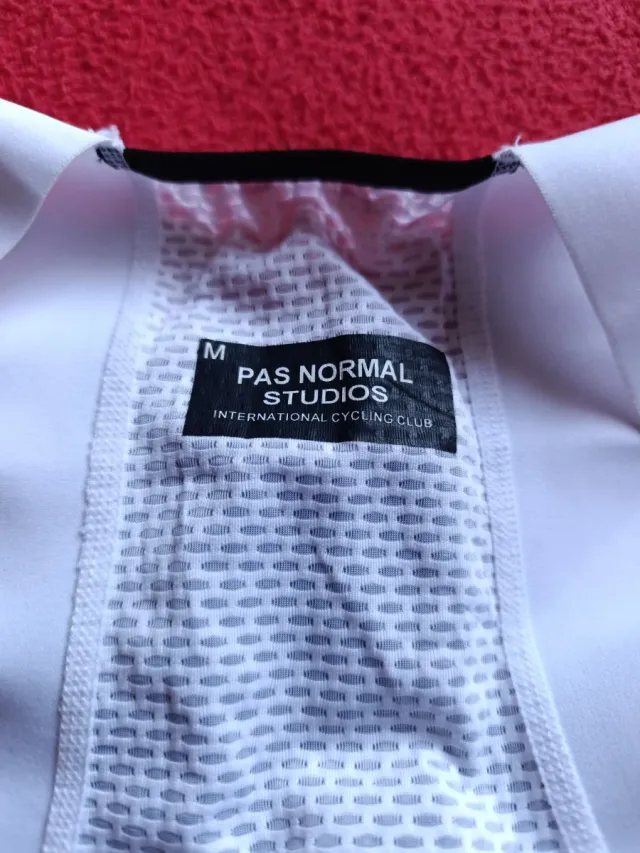 M
PAS NORMAL
STUDIOS
INTERNATIONAL CYCLING CLUB